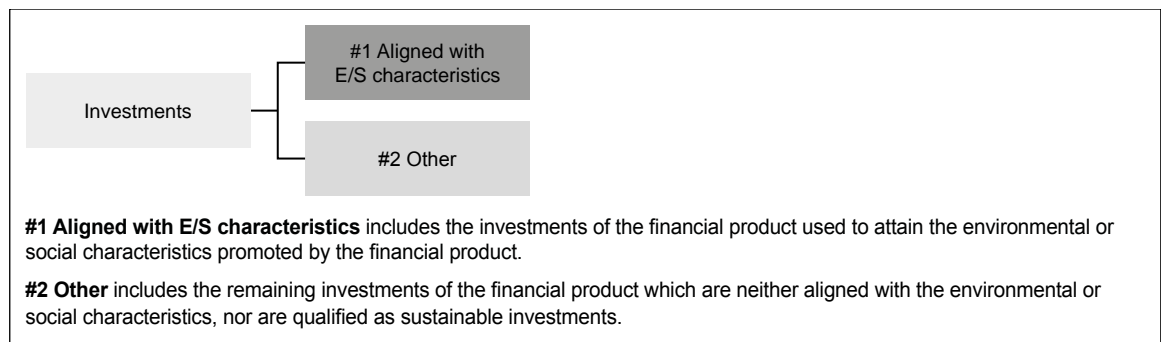 #1 Aligned with
E/S characteristics
Investments
#2 Other
#1 Aligned with E/S characteristics includes the investments of the financial product used to attain the environmental or
social characteristics promoted by the financial product.
#2 Other includes the remaining investments of the financial product which are neither aligned with the environmental or
social characteristics, nor are qualified as sustainable investments.